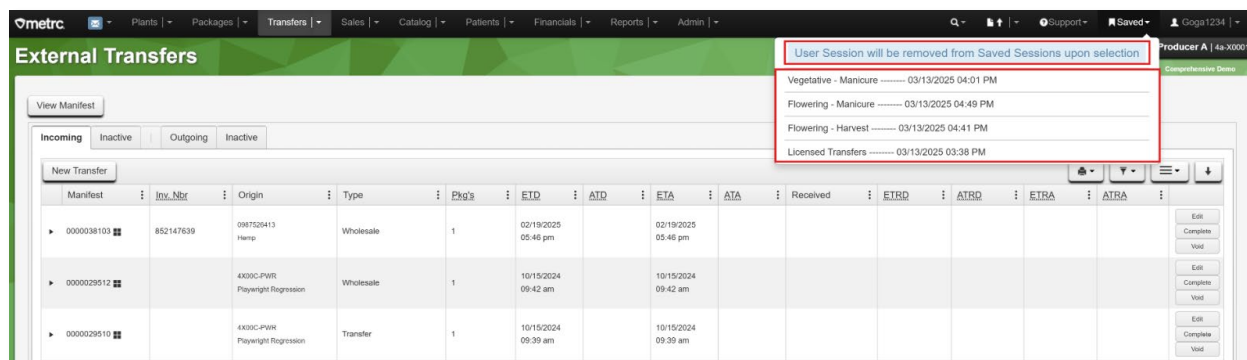 metrc Plants Packages Transfers Sales Catalog Patients Financials Reports Admin Support Saved Goga1234
External Transfers
Producer A | 4a-X0001
Comprehensive Demo
User Session will be removed from Saved Sessions upon selection
Vegetative - Manicure -------- 03/13/2025 04:01 PM
Flowering - Manicure -------- 03/13/2025 04:49 PM
Flowering - Harvest -------- 03/13/2025 04:41 PM
Licensed Transfers -------- 03/13/2025 03:38 PM
View Manifest
Incoming Inactive Outgoing Inactive
New Transfer
Manifest Inv. Nbr Origin Type Pkg's ETD ATD ETA ATA Received ETRD ATRD ETRA ATRA
0000038103 852147639 0987526413 Wholesale 1 02/19/2025 02/19/2025 Edit
Hemp 05:46 pm 05:46 pm Complete
Void
0000029512 4X00C-PWR Wholesale 1 10/15/2024 10/15/2024 Edit
Playwright Regression 09:42 am 09:42 am Complete
Void
0000029510 4X00C-PWR Transfer 1 10/15/2024 10/15/2024 Edit
Playwright Regression 09:39 am 09:39 am Complete
Void